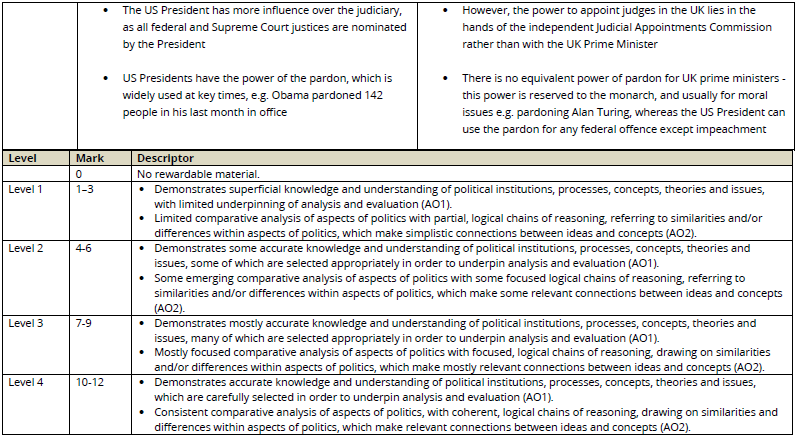 • The US President has more influence over the judiciary,
as all federal and Supreme Court justices are nominated
by the President
• US Presidents have the power of the pardon, which is
widely used at key times, e.g. Obama pardoned 142
people in his last month in office
• However, the power to appoint judges in the UK lies in the
hands of the independent Judicial Appointments Commission
rather than with the UK Prime Minister
• There is no equivalent power of pardon for UK prime ministers -
this power is reserved to the monarch, and usually for moral
issues e.g. pardoning Alan Turing, whereas the US President can
use the pardon for any federal offence except impeachment
Level Mark Descriptor
0 No rewardable material.
Level 1 1–3 • Demonstrates superficial knowledge and understanding of political institutions, processes, concepts, theories and issues,
with limited underpinning of analysis and evaluation (AO1).
• Limited comparative analysis of aspects of politics with partial, logical chains of reasoning, referring to similarities and/or
differences within aspects of politics, which make simplistic connections between ideas and concepts (AO2).
Level 2 4-6 • Demonstrates some accurate knowledge and understanding of political institutions, processes, concepts, theories and
issues, some of which are selected appropriately in order to underpin analysis and evaluation (AO1).
• Some emerging comparative analysis of aspects of politics with some focused logical chains of reasoning, referring to
similarities and/or differences within aspects of politics, which make some relevant connections between ideas and concepts
(AO2).
Level 3 7-9 • Demonstrates mostly accurate knowledge and understanding of political institutions, processes, concepts, theories and
issues, many of which are selected appropriately in order to underpin analysis and evaluation (AO1).
• Mostly focused comparative analysis of aspects of politics with focused, logical chains of reasoning, drawing on similarities
and/or differences within aspects of politics, which make mostly relevant connections between ideas and concepts (AO2).
Level 4 10-12 • Demonstrates accurate knowledge and understanding of political institutions, processes, concepts, theories and issues,
which are carefully selected in order to underpin analysis and evaluation (AO1).
• Consistent comparative analysis of aspects of politics, with coherent, logical chains of reasoning, drawing on similarities and
differences within aspects of politics, which make relevant connections between ideas and concepts (AO2).